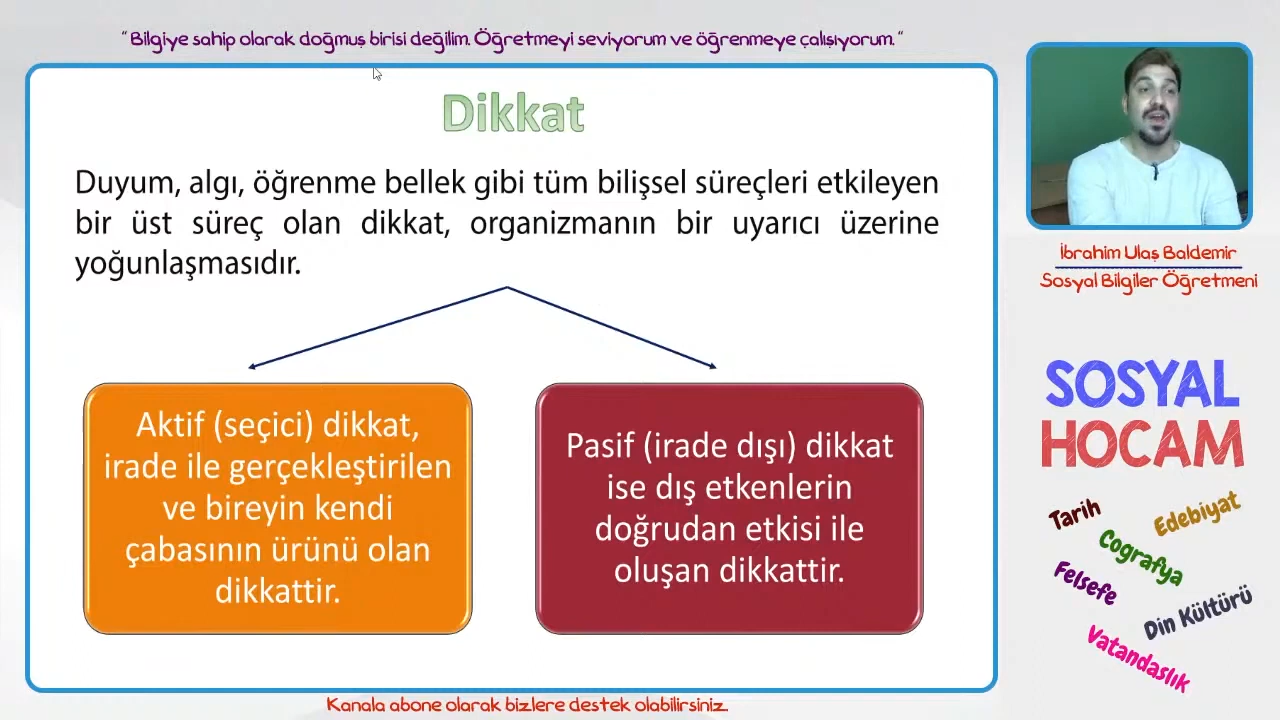 “ Bilgiye sahip olarak doğmuş birisi değilim. Öğretmeyi seviyorum ve öğrenmeye çalışıyorum. “
Dikkat
Duyum, algı, öğrenme bellek gibi tüm bilişsel süreçleri etkileyen
bir üst süreç olan dikkat, organizmanın bir uyarıcı üzerine
yoğunlaşmasıdır.
Aktif (seçici) dikkat,
irade ile gerçekleştirilen
ve bireyin kendi
çabasının ürünü olan
dikkattir.
Pasif (irade dışı) dikkat
ise dış etkenlerin
doğrudan etkisi ile
oluşan dikkattir.
İbrahim Ulaş Baldemir
Sosyal Bilgiler Öğretmeni
SOSYAL
HOCAM
Tarih
Edebiyat
Coğrafya
Felsefe
Din Kültürü
Vatandaşlık
Kanala abone olarak bizlere destek olabilirsiniz.